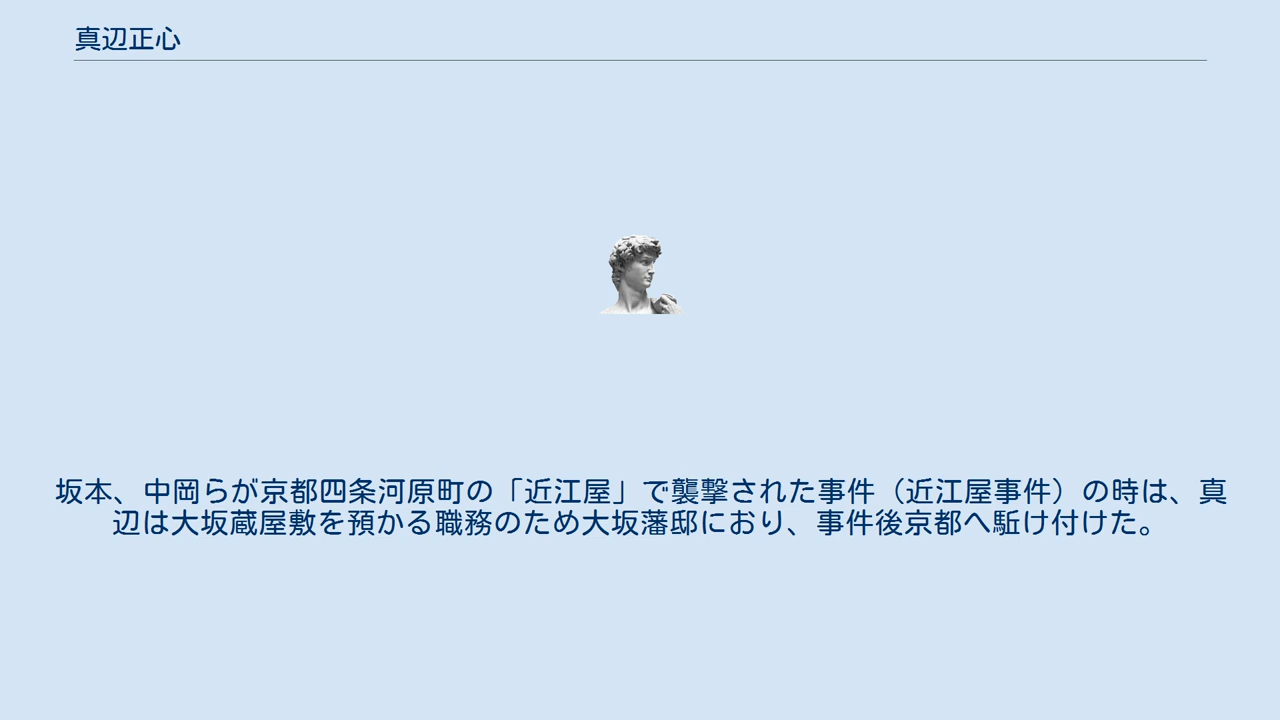 真辺正心
坂本、中岡らが京都四条河原町の「近江屋」で襲撃された事件（近江屋事件）の時は、真
辺は大坂蔵屋敷を預かる職務のため大坂藩邸におり、事件後京都へ駈け付けた。